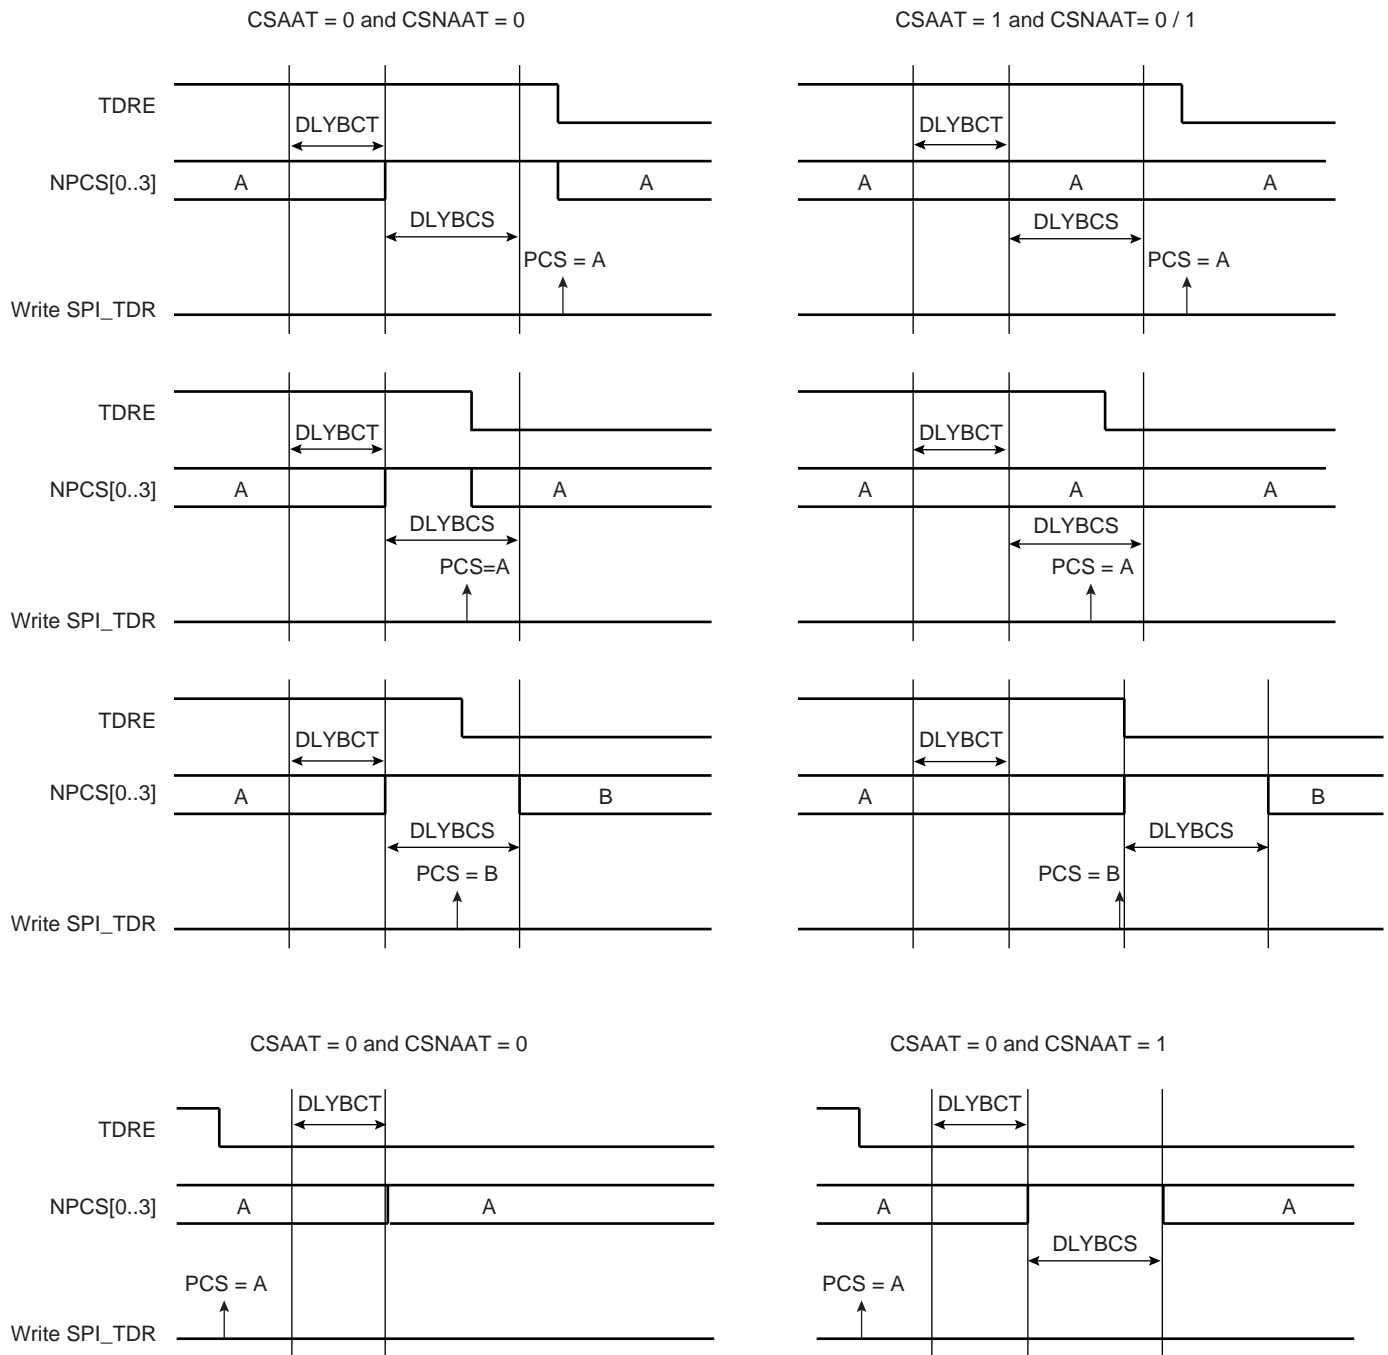 CSAAT = 0 and CSNAAT = 0
CSAAT = 1 and CSNAAT= 0 / 1
TDRE
DLYBCT
DLYBCT
NPCS[0..3]
A
A
A
A
A
DLYBCS
DLYBCS
PCS = A
PCS = A
Write SPI_TDR
TDRE
DLYBCT
DLYBCT
NPCS[0..3]
A
A
A
A
A
DLYBCS
DLYBCS
PCS=A
PCS = A
Write SPI_TDR
TDRE
DLYBCT
DLYBCT
NPCS[0..3]
A
B
A
B
DLYBCS
DLYBCS
PCS = B
PCS = B
Write SPI_TDR
CSAAT = 0 and CSNAAT = 0
CSAAT = 0 and CSNAAT = 1
DLYBCT
DLYBCT
TDRE
NPCS[0..3]
A
A
A
A
DLYBCS
PCS = A
PCS = A
Write SPI_TDR